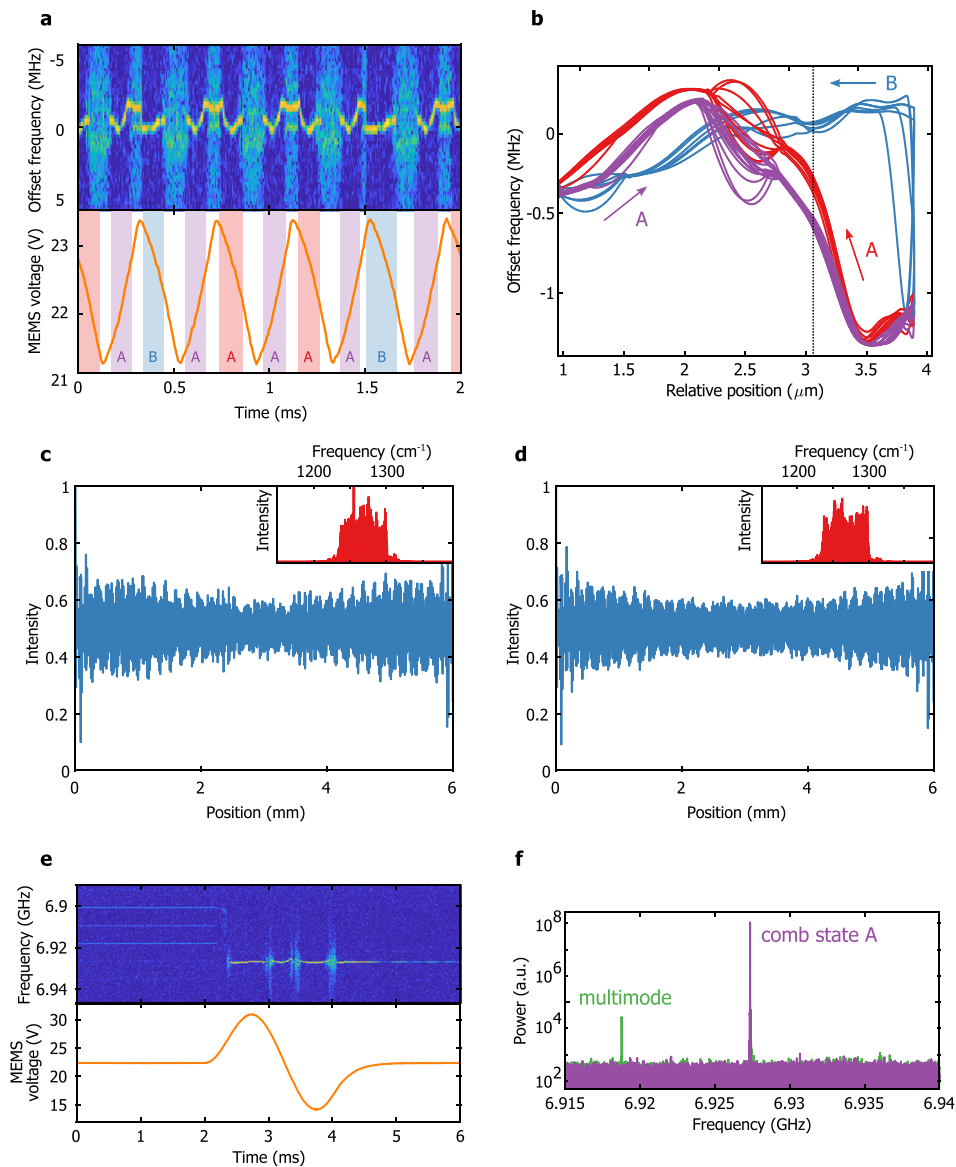 a
Offset frequency (MHz)
-5
0
5
MEMS voltage (V)
23
22
21
A B A A A A A B A
0 0.5 1 1.5 2
Time (ms)
b
Offset frequency (MHz)
0
-0.5
-1
B
A
A
1 1.5 2 2.5 3 3.5 4
Relative position (μm)
c
Frequency (cm⁻¹)
1200 1300
Intensity
Intensity
1
0.8
0.6
0.4
0.2
0
0 2 4 6
Position (mm)
d
Frequency (cm⁻¹)
1200 1300
Intensity
Intensity
1
0.8
0.6
0.4
0.2
0
0 2 4 6
Position (mm)
e
Frequency (GHz)
6.9
6.92
6.94
MEMS
voltage (V)
30
20
15
0 1 2 3 4 5 6
Time (ms)
f
Power (a.u.)
10⁸
10⁶
10⁴
10²
comb state A
multimode
6.915 6.92 6.925 6.93 6.935 6.94
Frequency (GHz)